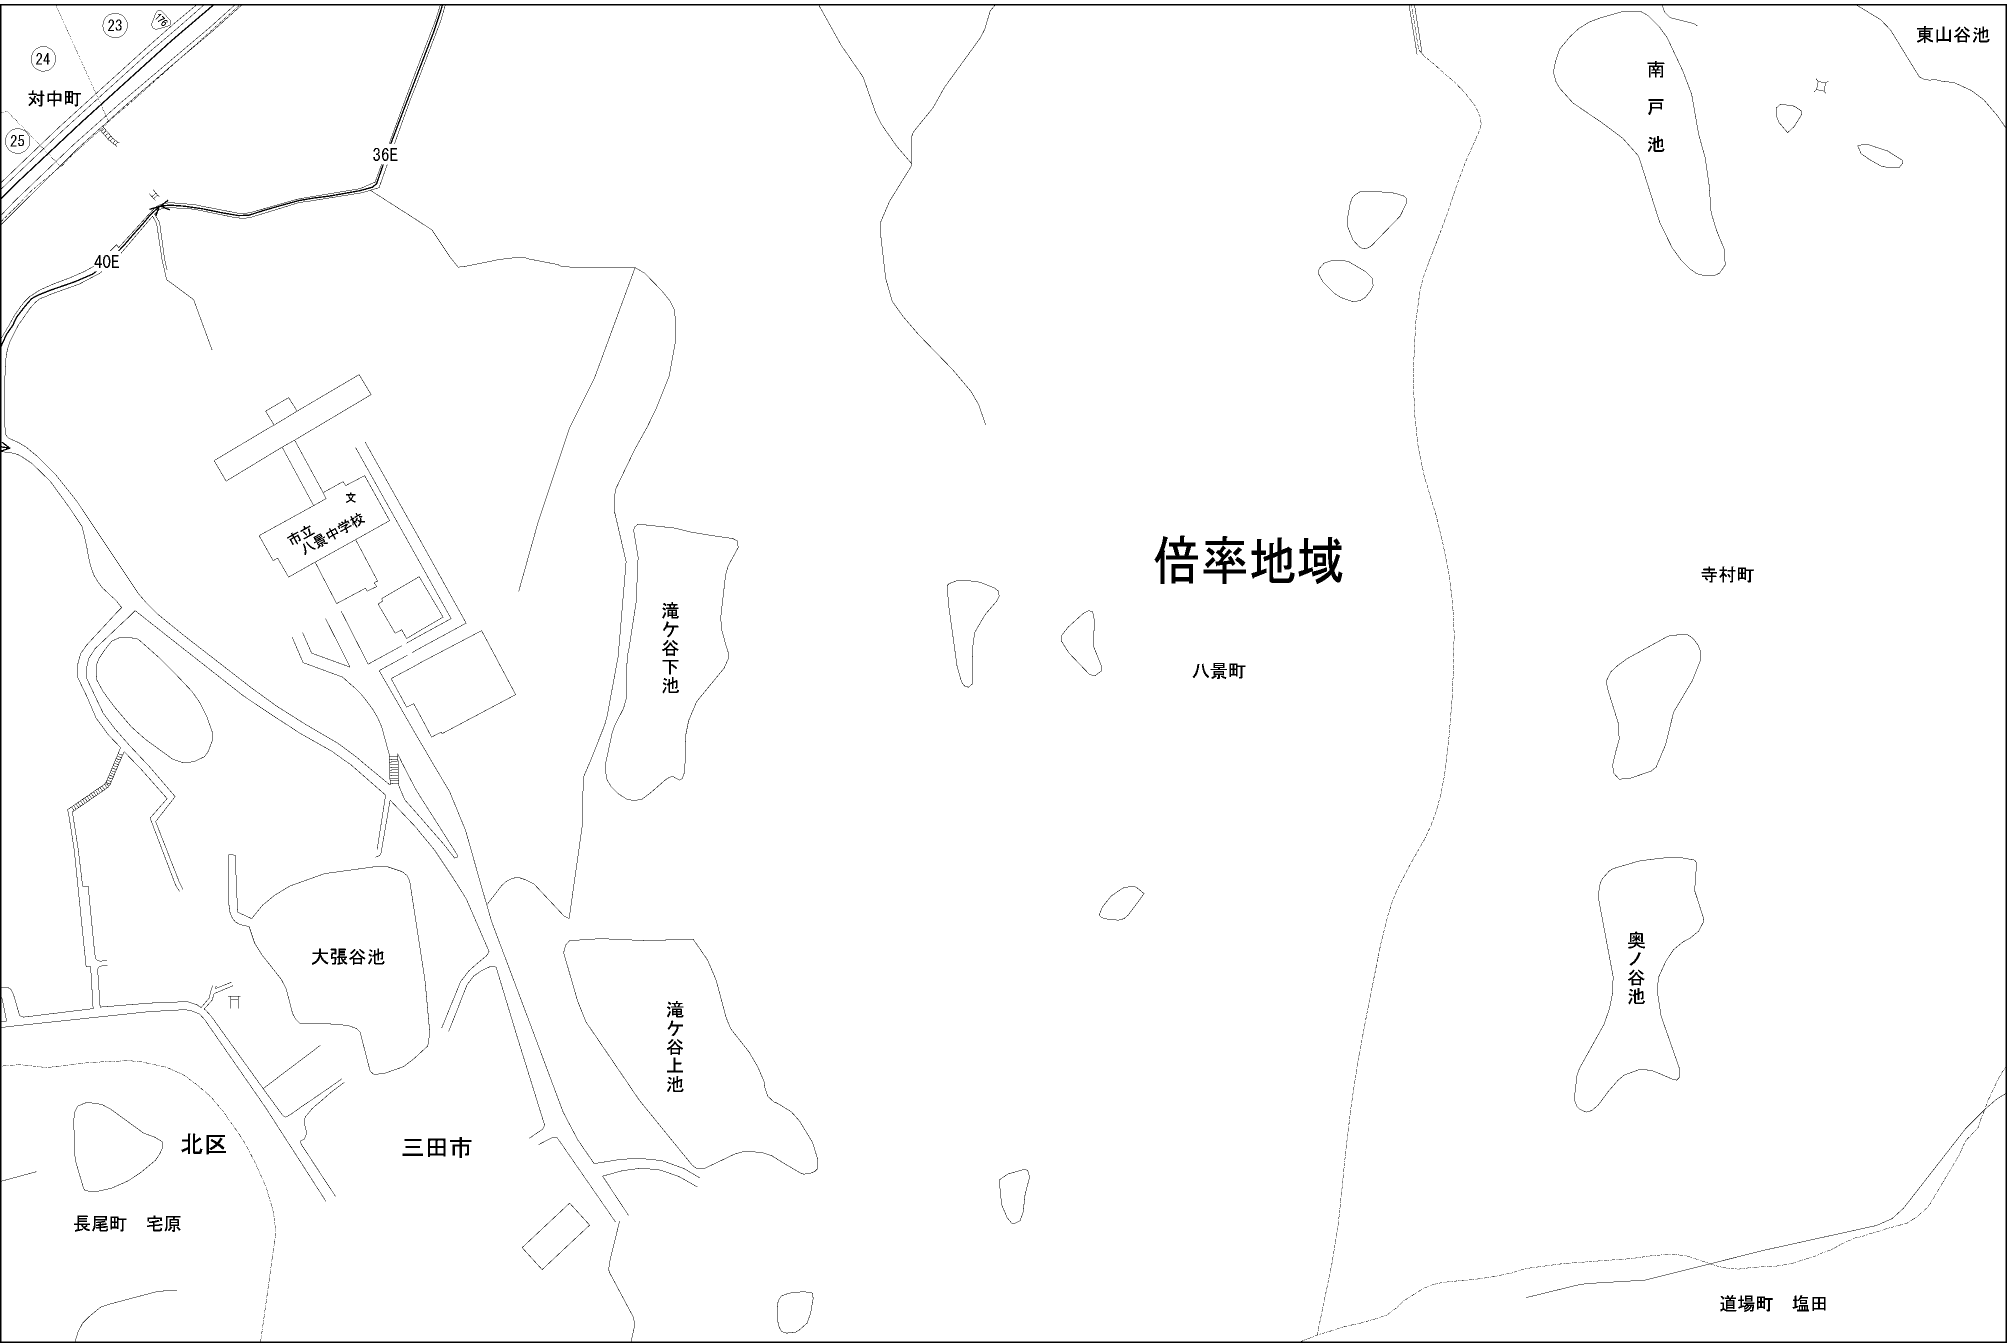 23
176
24
対中町
25
東山谷池
南戸池
36E
40E
文
市立
八景中学校
倍率地域
寺村町
滝ケ谷下池
八景町
大張谷池
奥ノ谷池
滝ケ谷上池
北区
三田市
長尾町 宅原
道場町 塩田